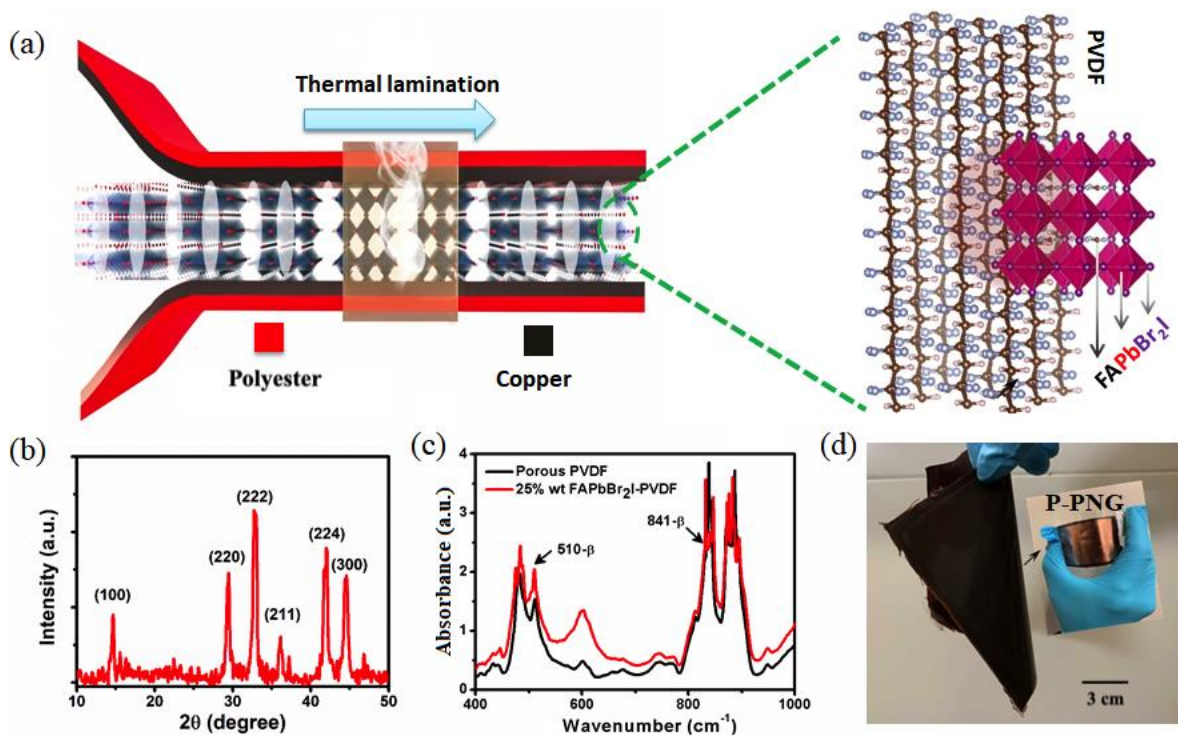 (a)
Thermal lamination
Polyester
Copper
PVDF
FAPbBr₂I
(b)
Intensity (a.u.)
(100)
(220)
(222)
(211)
(224)
(300)
10 20 30 40 50
2θ (degree)
(c)
Absorbance (a.u.)
4
3
2
1
0
Porous PVDF
25% wt FAPbBr₂I-PVDF
510-β
841-β
400 600 800 1000
Wavenumber (cm⁻¹)
(d)
P-PNG
3 cm